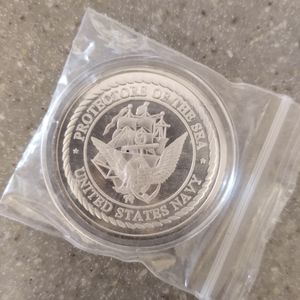 PROTECTORS OF THE SEA
UNITED STATES NAVY